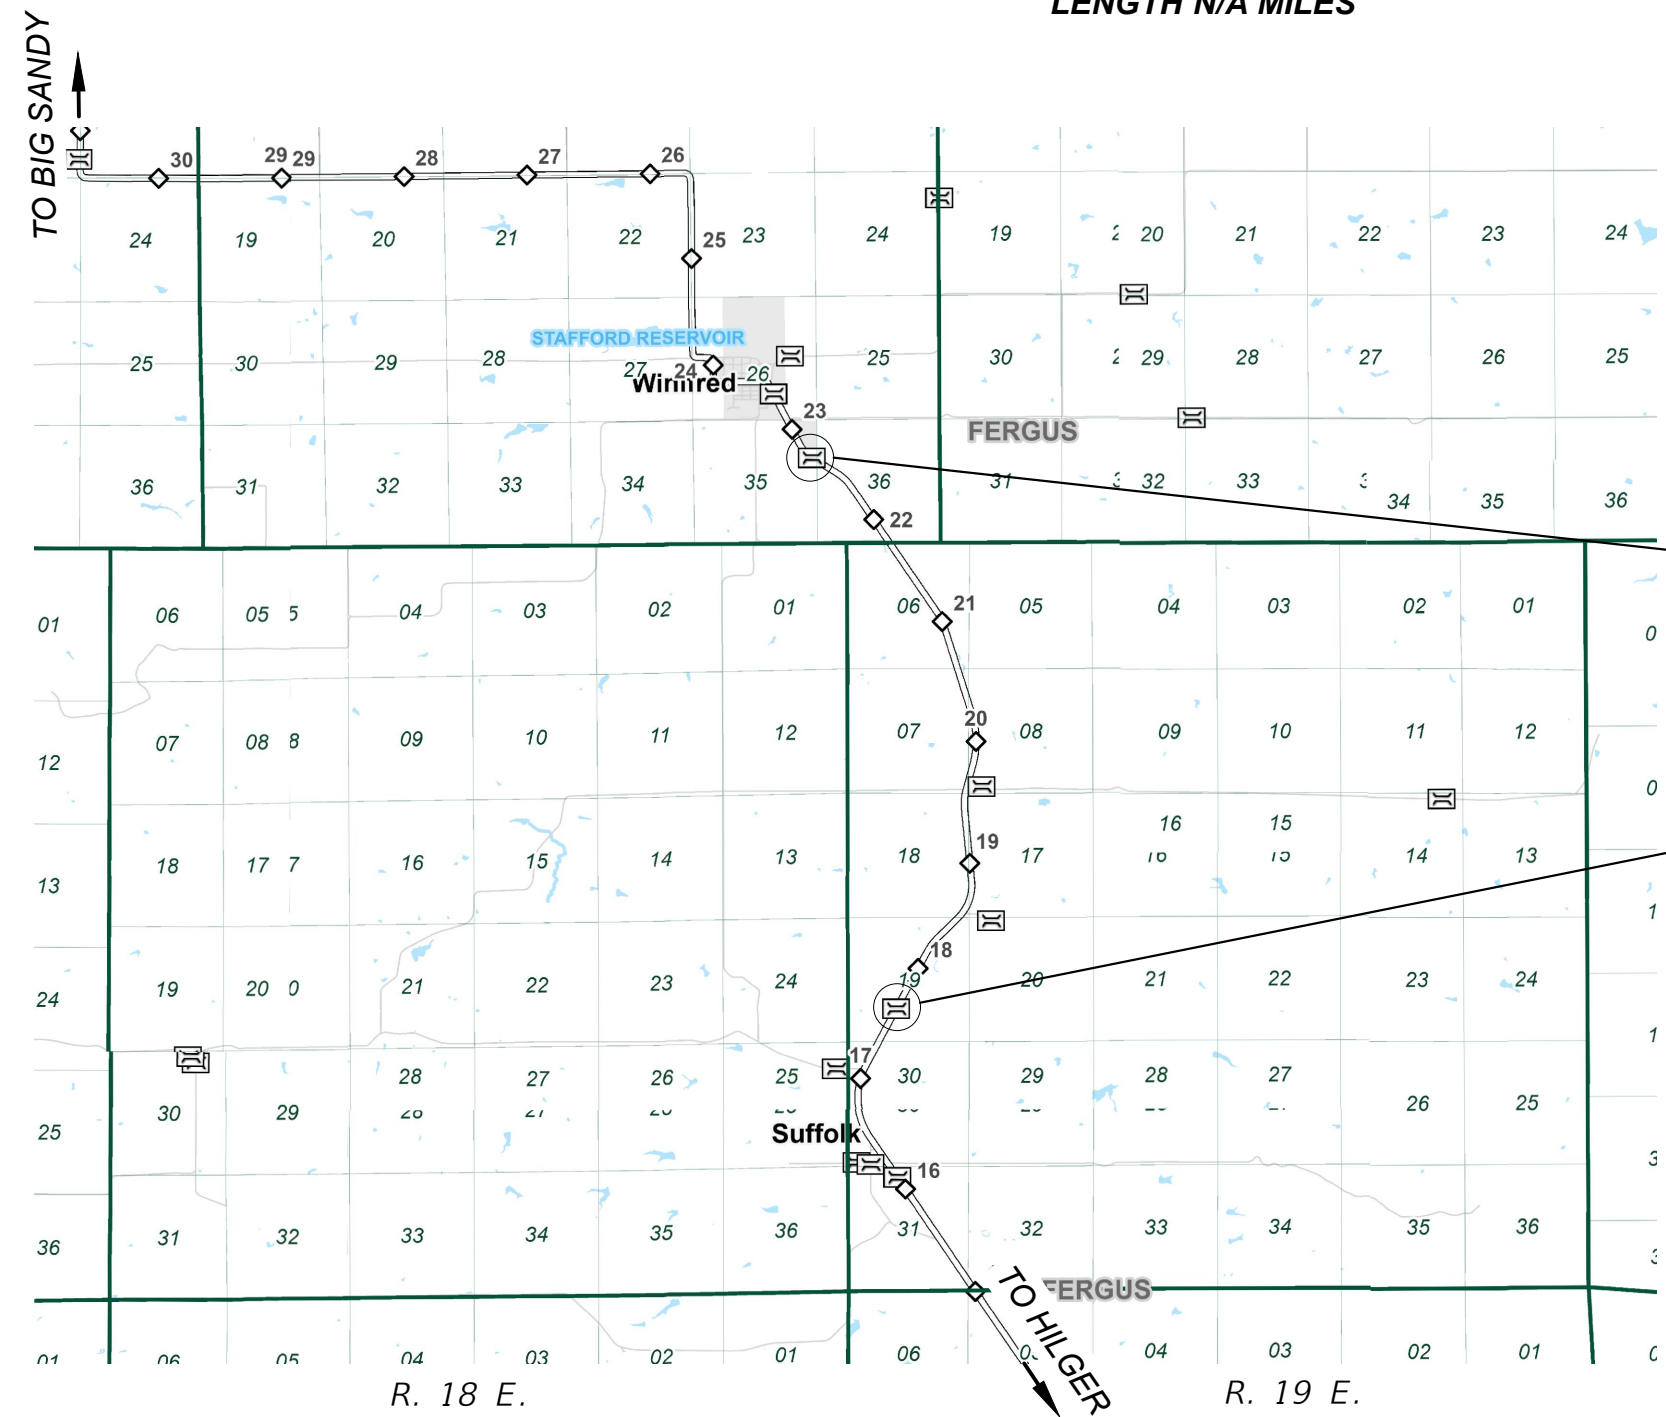 LENGTH N/A MILES
TO BIG SANDY
30 29 29 28 27 26
24 19 20 21 22 25 23 24 19 20 21 22 23 24
STAFFORD RESERVOIR
25 30 29 28 27 24 26 25 30 29 28 27 26 25
Winifred
23
FERGUS
36 31 32 33 34 35 36 31 32 33 34 35 36
22
01 06 05 5 04 03 02 01 06 21 05 04 03 02 01
20
12 07 08 8 09 10 11 12 07 08 09 10 11 12
16 15
13 18 17 7 16 15 14 13 18 19 17 16 15 14 13
18
24 19 20 0 21 22 23 24 19 20 21 22 23 24
17
28 27 26 25 30 29 28 27
25 30 29 26 25
Suffolk
16
36 31 32 33 34 35 36 31 32 33 34 35 36
TO HILGER
FERGUS
01 06 05 04 03 02 01 06 04 03 02 01
R. 18 E. R. 19 E.